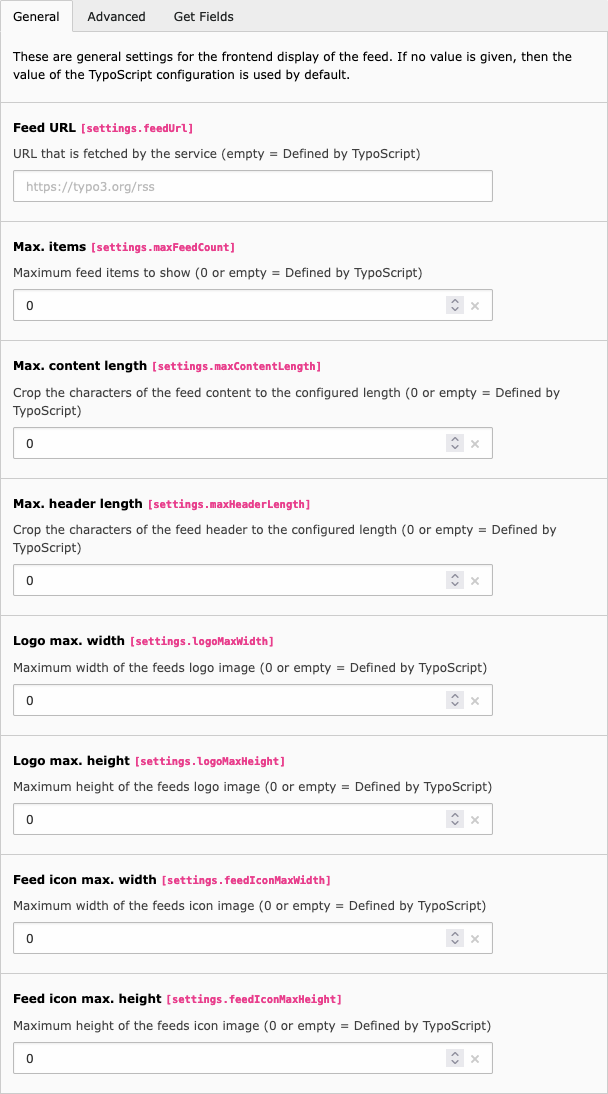 General Advanced Get Fields
These are general settings for the frontend display of the feed. If no value is given, then the
value of the TypoScript configuration is used by default.
Feed URL [settings.feedUrl]
URL that is fetched by the service (empty = Defined by TypoScript)
https://typo3.org/rss
Max. items [settings.maxFeedCount]
Maximum feed items to show (0 or empty = Defined by TypoScript)
0
Max. content length [settings.maxContentLength]
Crop the characters of the feed content to the configured length (0 or empty = Defined by
TypoScript)
0
Max. header length [settings.maxHeaderLength]
Crop the characters of the feed header to the configured length (0 or empty = Defined by
TypoScript)
0
Logo max. width [settings.logoMaxWidth]
Maximum width of the feeds logo image (0 or empty = Defined by TypoScript)
0
Logo max. height [settings.logoMaxHeight]
Maximum height of the feeds logo image (0 or empty = Defined by TypoScript)
0
Feed icon max. width [settings.feedIconMaxWidth]
Maximum width of the feeds icon image (0 or empty = Defined by TypoScript)
0
Feed icon max. height [settings.feedIconMaxHeight]
Maximum height of the feeds icon image (0 or empty = Defined by TypoScript)
0